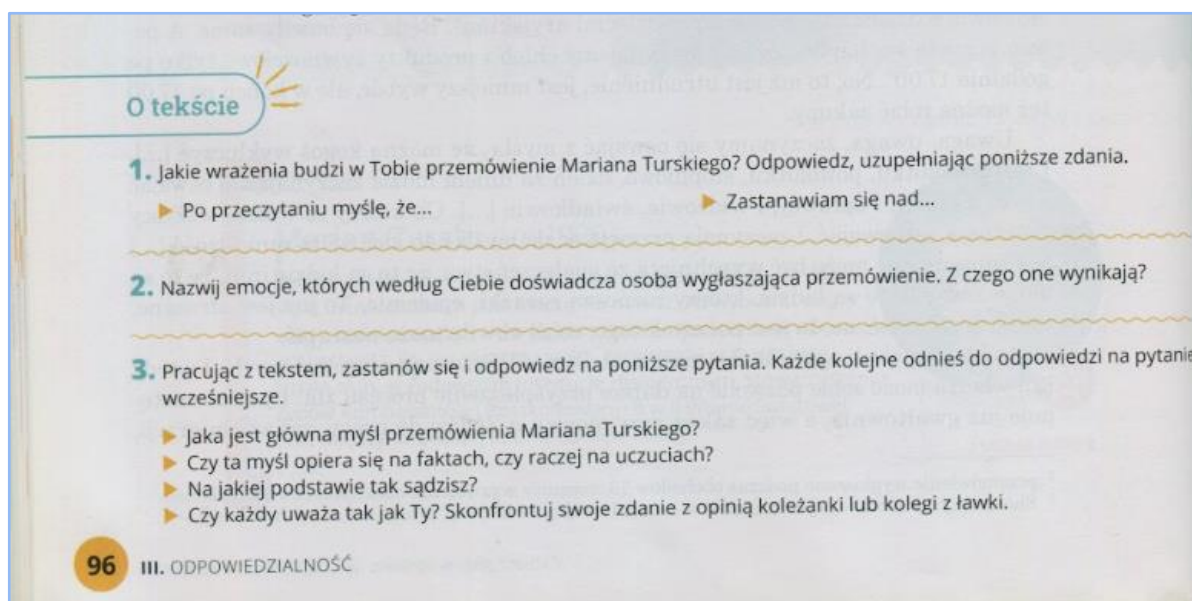 O tekście
1. Jakie wrażenia budzi w Tobie przemówienie Mariana Turskiego? Odpowiedz, uzupełniając poniższe zdania.
▶ Po przeczytaniu myślę, że... ▶ Zastanawiam się nad...
2. Nazwij emocje, których według Ciebie doświadcza osoba wygłaszająca przemówienie. Z czego one wynikają?
3. Pracując z tekstem, zastanów się i odpowiedz na poniższe pytania. Każde kolejne odnieś do odpowiedzi na pytanie
wcześniejsze.
▶ Jaka jest główna myśl przemówienia Mariana Turskiego?
▶ Czy ta myśl opiera się na faktach, czy raczej na uczuciach?
▶ Na jakiej podstawie tak sądzisz?
▶ Czy każdy uważa tak jak Ty? Skonfrontuj swoje zdanie z opinią koleżanki lub kolegi z ławki.
96 III. ODPOWIEDZIALNOŚĆ